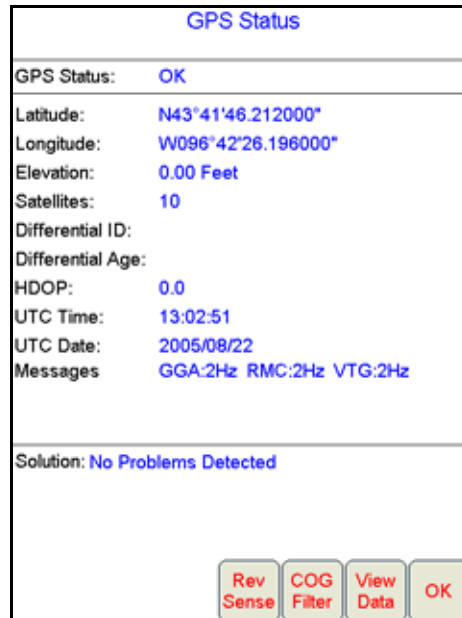 GPS Status
GPS Status: OK
Latitude: N43°41'46.212000"
Longitude: W096°42'26.196000"
Elevation: 0.00 Feet
Satellites: 10
Differential ID:
Differential Age:
HDOP: 0.0
UTC Time: 13:02:51
UTC Date: 2005/08/22
Messages GGA:2Hz RMC:2Hz VTG:2Hz
Solution: No Problems Detected
Rev Sense
COG Filter
View Data
OK